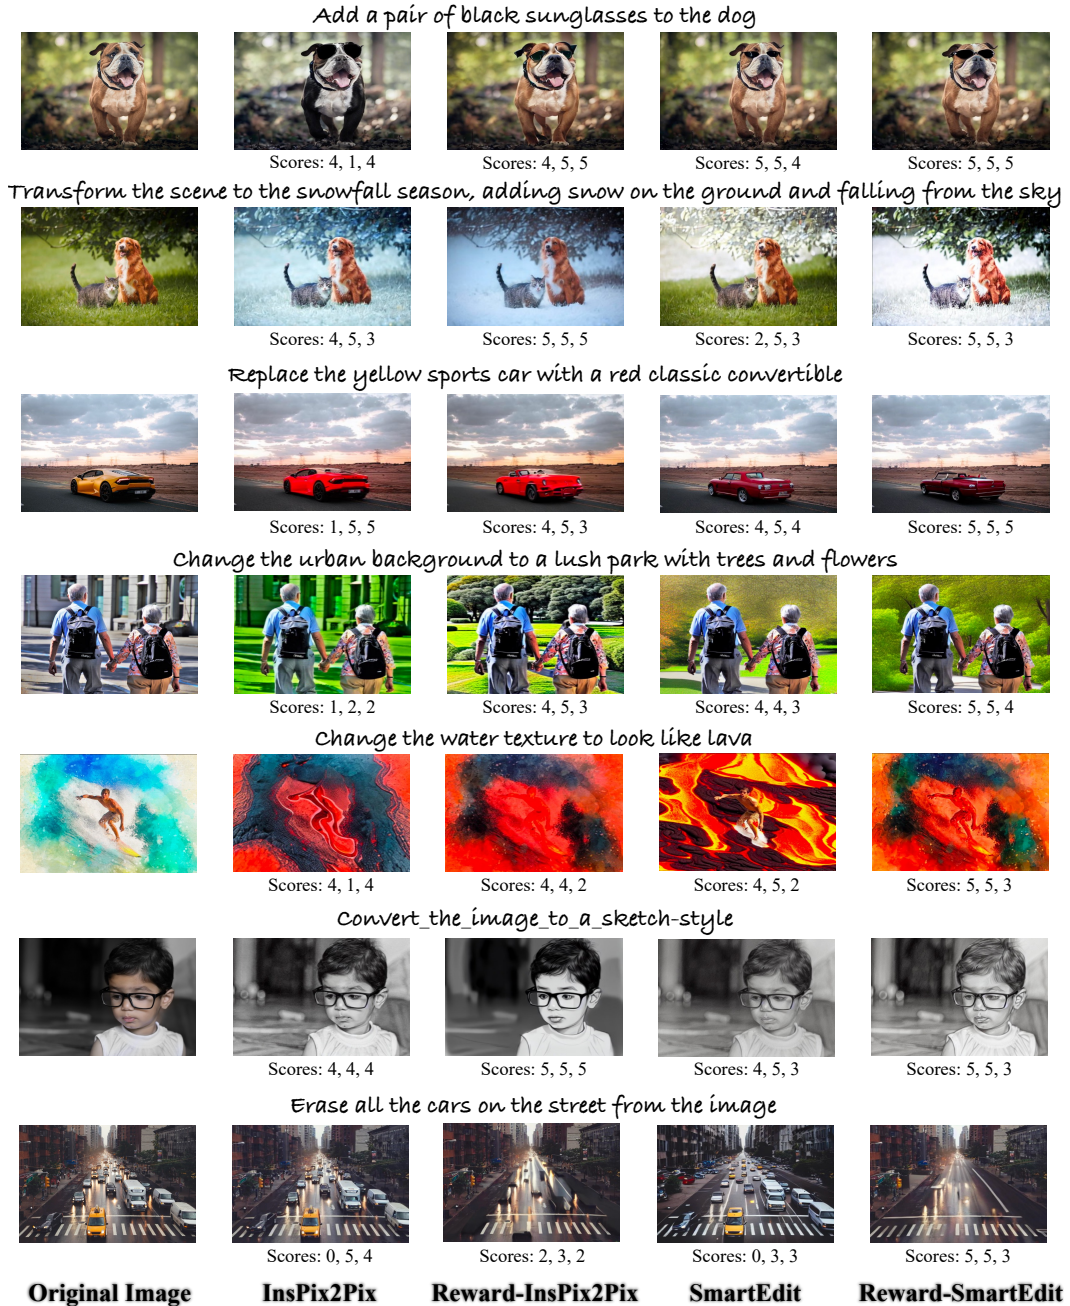 Add a pair of black sunglasses to the dog
Scores: 4, 1, 4
Scores: 4, 5, 5
Scores: 5, 5, 4
Scores: 5, 5, 5
Transform the scene to the snowfall season, adding snow on the ground and falling from the sky
Scores: 4, 5, 3
Scores: 5, 5, 5
Scores: 2, 5, 3
Scores: 5, 5, 3
Replace the yellow sports car with a red classic convertible
Scores: 1, 5, 5
Scores: 4, 5, 3
Scores: 4, 5, 4
Scores: 5, 5, 5
Change the urban background to a lush park with trees and flowers
Scores: 1, 2, 2
Scores: 4, 5, 3
Scores: 4, 4, 3
Scores: 5, 5, 4
Change the water texture to look like lava
Scores: 4, 1, 4
Scores: 4, 4, 2
Scores: 4, 5, 2
Scores: 5, 5, 3
Convert_the_image_to_a_sketch-style
Scores: 4, 4, 4
Scores: 5, 5, 5
Scores: 4, 5, 3
Scores: 5, 5, 3
Erase all the cars on the street from the image
Scores: 0, 5, 4
Scores: 2, 3, 2
Scores: 0, 3, 3
Scores: 5, 5, 3
Original Image
InsPix2Pix
Reward-InsPix2Pix
SmartEdit
Reward-SmartEdit